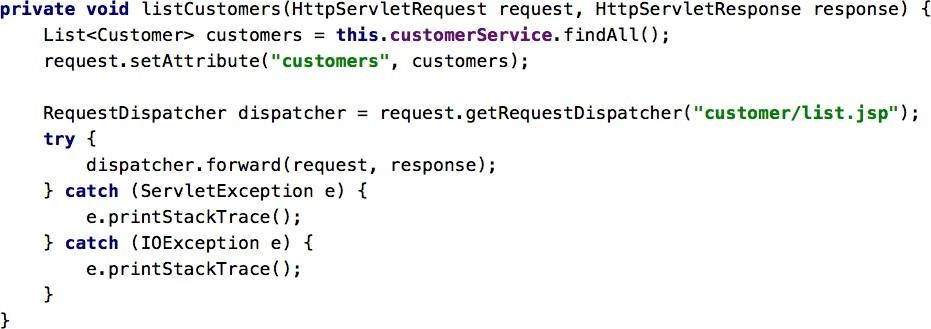 private void listCustomers(HttpServletRequest request, HttpServletResponse response) {
    List<Customer> customers = this.customerService.findAll();
    request.setAttribute("customers", customers);

    RequestDispatcher dispatcher = request.getRequestDispatcher("customer/list.jsp");
    try {
        dispatcher.forward(request, response);
    } catch (ServletException e) {
        e.printStackTrace();
    } catch (IOException e) {
        e.printStackTrace();
    }
}